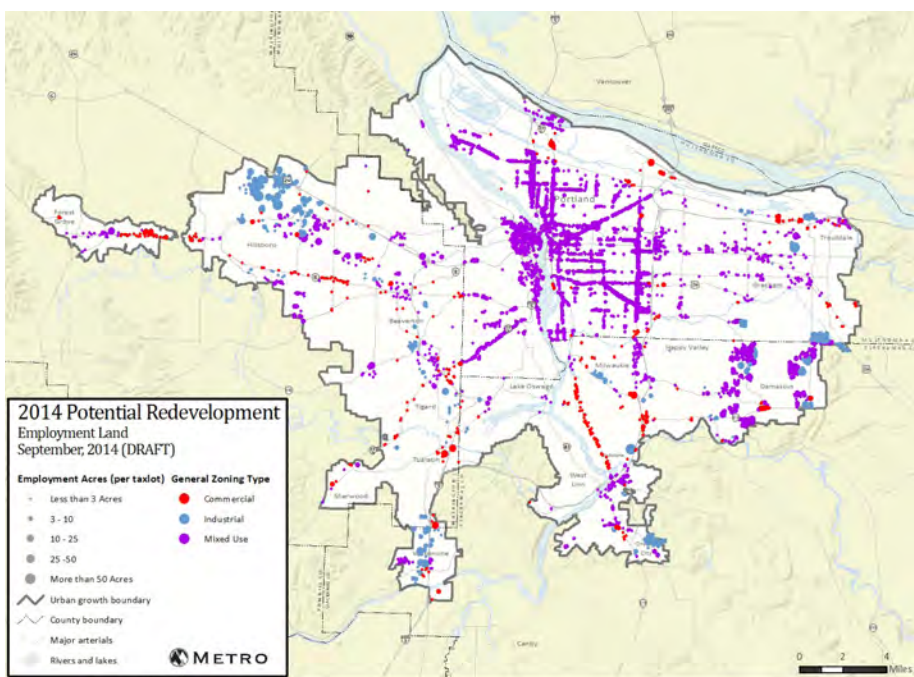 Vancouver
Portland
Forest
Grove
Hillsboro
Troutdale
Gresham
Beaverton
Happy Valley
Milwaukie
Damascus
Lake Oswego
Tigard
Tualatin
West
Linn
Sherwood
Canby
2014 Potential Redevelopment
Employment Land
September, 2014 (DRAFT)
Employment Acres (per taxlot) General Zoning Type
Less than 3 Acres Commercial
3 - 10 Industrial
10 - 25 Mixed Use
25 -50
More than 50 Acres
Urban growth boundary
County boundary
Major arterials
Rivers and lakes
METRO
0 2 4
Miles